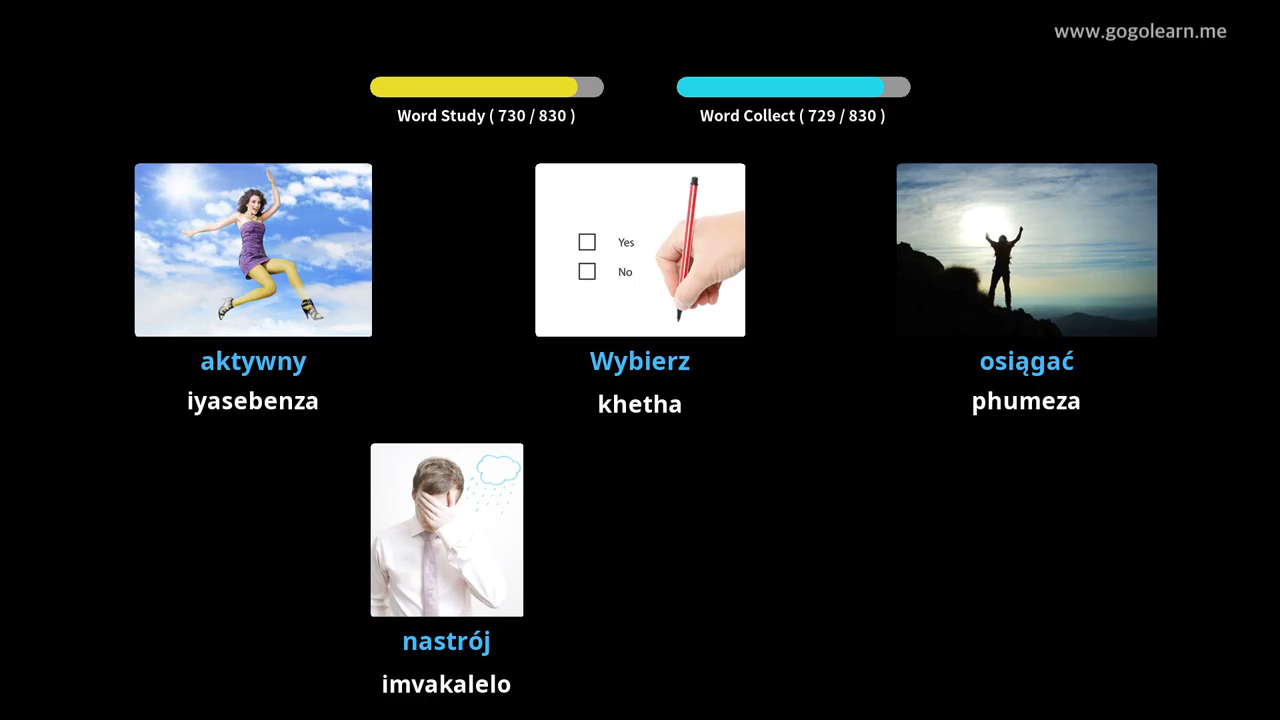 www.gogolearn.me
Word Study ( 730 / 830 )
Word Collect ( 729 / 830 )
Yes
No
aktywny
Wybierz
osiągać
iyasebenza
khetha
phumeza
nastrój
imvakalelo